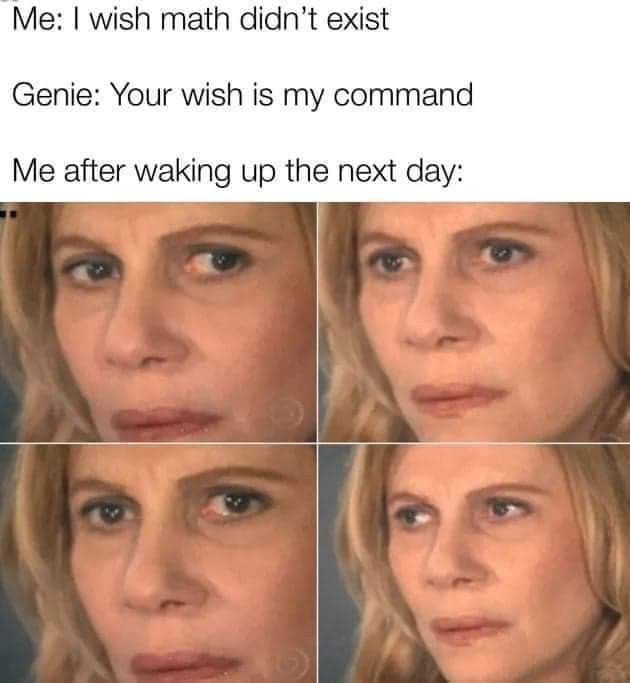 Me: I wish math didn't exist
Genie: Your wish is my command
Me after waking up the next day: